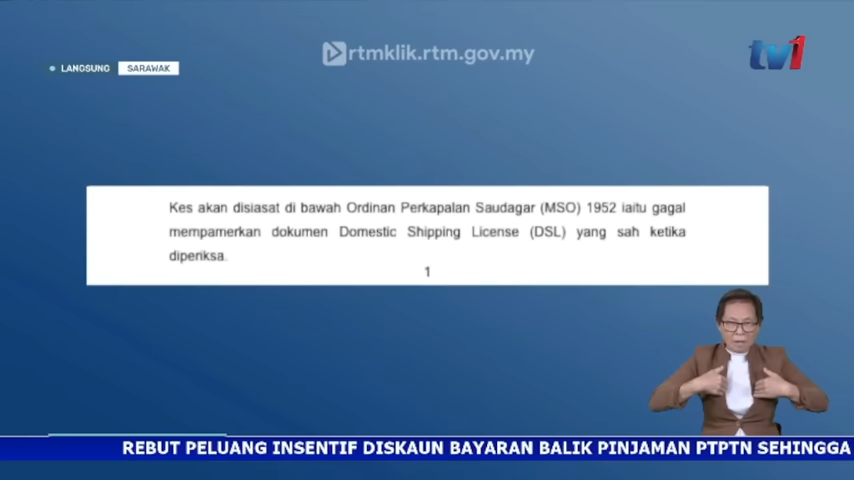 rtmklik.rtm.gov.my
tv1
LANGSUNG SARAWAK
Kes akan disiasat di bawah Ordinan Perkapalan Saudagar (MSO) 1952 iaitu gagal
mempamerkan dokumen Domestic Shipping License (DSL) yang sah ketika
diperiksa.
1
REBUT PELUANG INSENTIF DISKAUN BAYARAN BALIK PINJAMAN PTPTN SEHINGGA